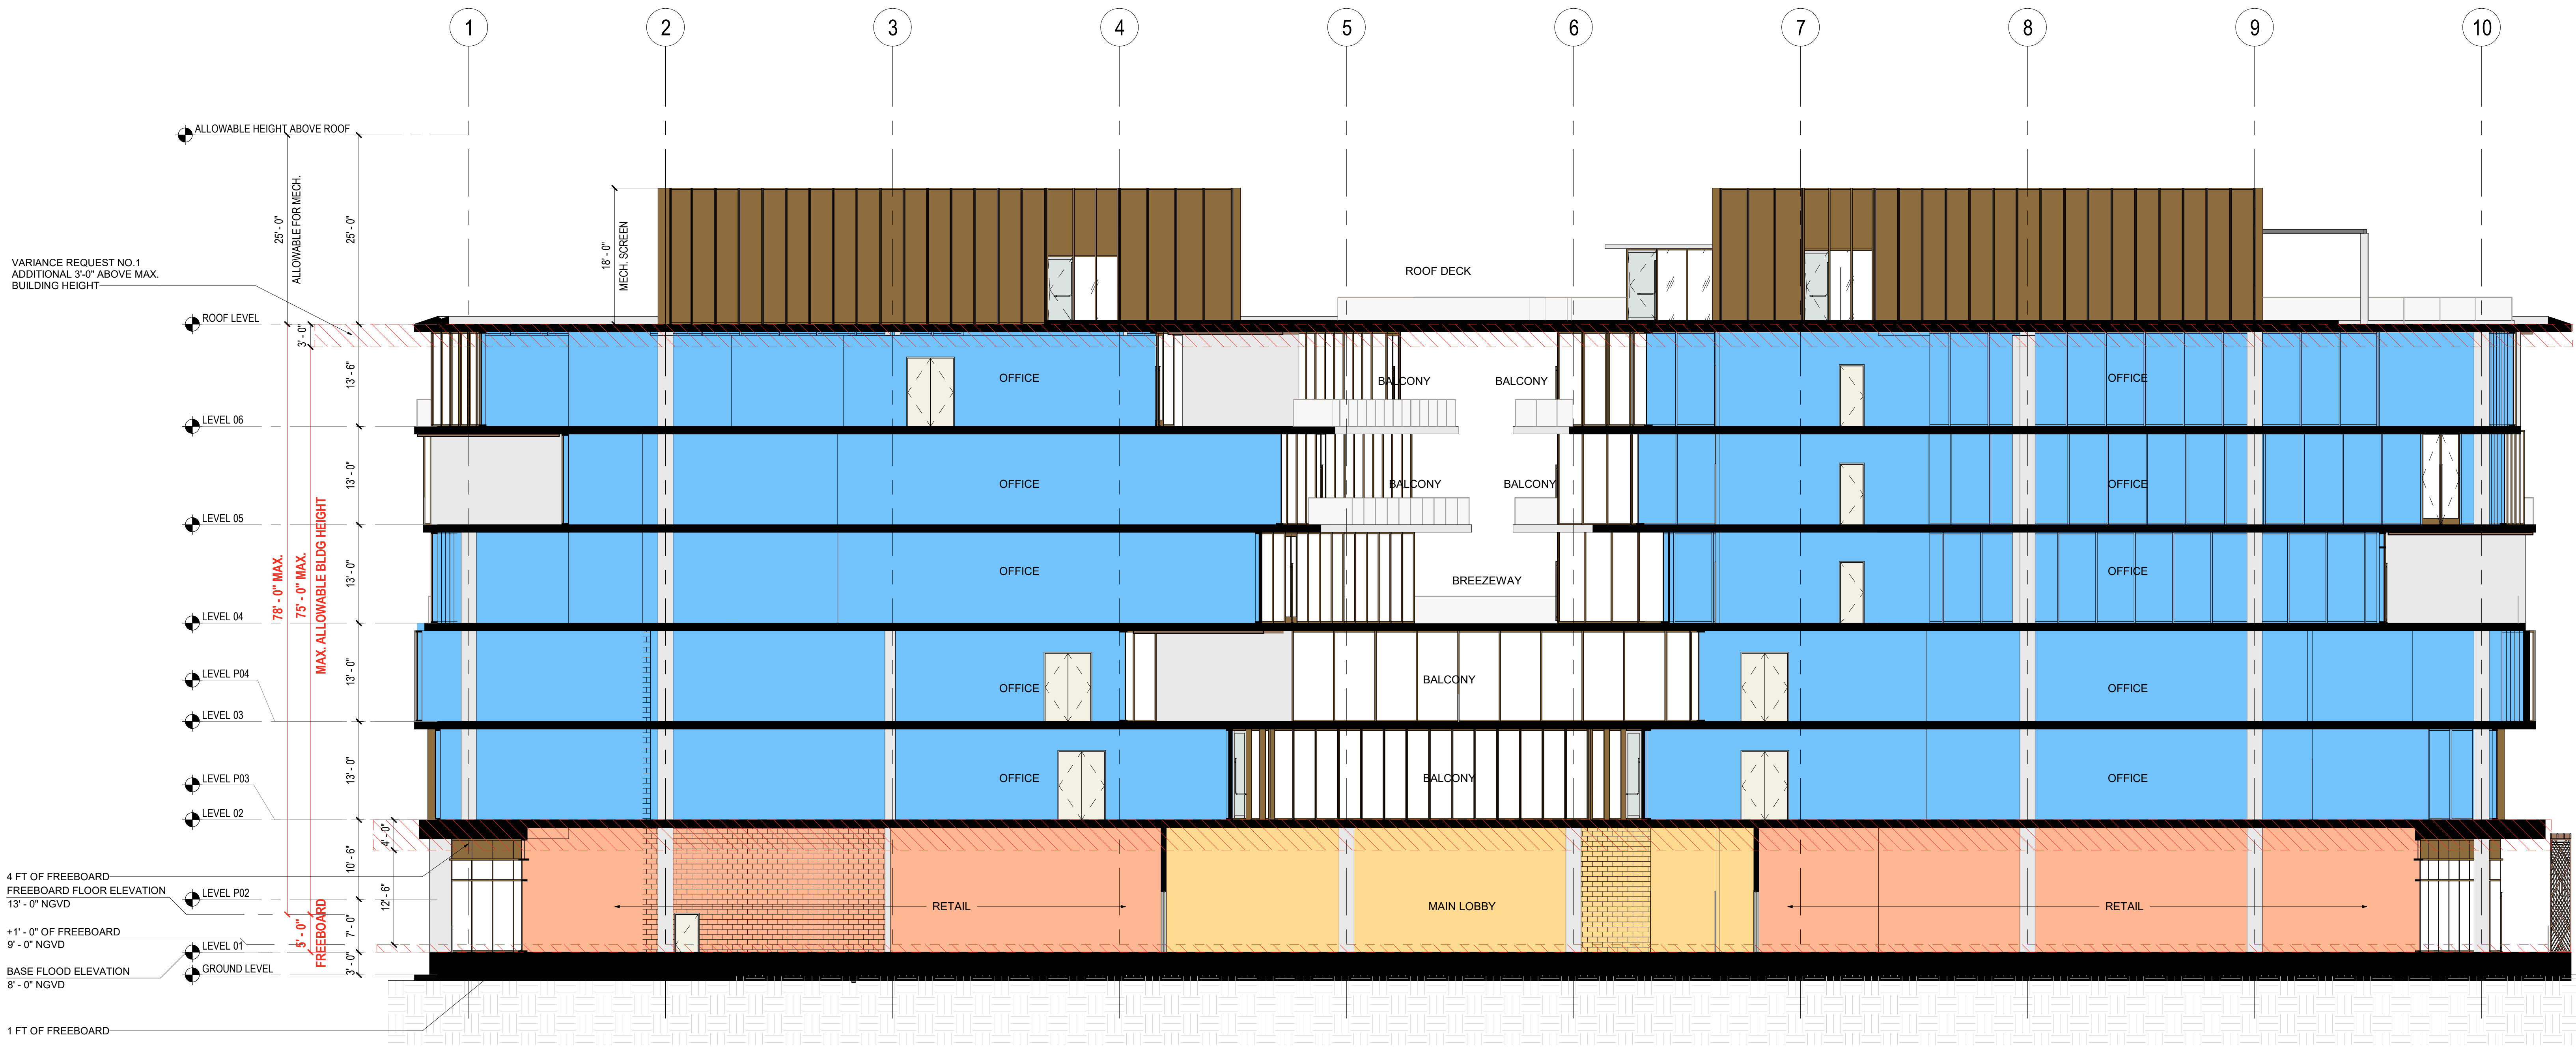 1
2
3
4
5
6
7
8
9
10
ALLOWABLE HEIGHT ABOVE ROOF
25' - 0"
ALLOWABLE FOR MECH.
25' - 0"
18' - 0"
MECH. SCREEN
VARIANCE REQUEST NO.1
ADDITIONAL 3'-0" ABOVE MAX.
BUILDING HEIGHT
ROOF DECK
ROOF LEVEL
3' - 0"
13' - 6"
OFFICE
BALCONY
BALCONY
OFFICE
LEVEL 06
13' - 0"
OFFICE
BALCONY
BALCONY
OFFICE
LEVEL 05
78' - 0" MAX.
75' - 0" MAX.
MAX. ALLOWABLE BLDG HEIGHT
13' - 0"
OFFICE
BREEZEWAY
OFFICE
LEVEL 04
13' - 0"
LEVEL P04
OFFICE
BALCONY
OFFICE
LEVEL 03
13' - 0"
LEVEL P03
OFFICE
BALCONY
OFFICE
LEVEL 02
4' - 0"
10' - 6"
12' - 6"
4 FT OF FREEBOARD
FREEBOARD FLOOR ELEVATION
13' - 0" NGVD
LEVEL P02
RETAIL
MAIN LOBBY
RETAIL
7' - 0"
5' - 0"
FREEBOARD
+1' - 0" OF FREEBOARD
9' - 0" NGVD
LEVEL 01
3' - 0"
GROUND LEVEL
BASE FLOOD ELEVATION
8' - 0" NGVD
1 FT OF FREEBOARD